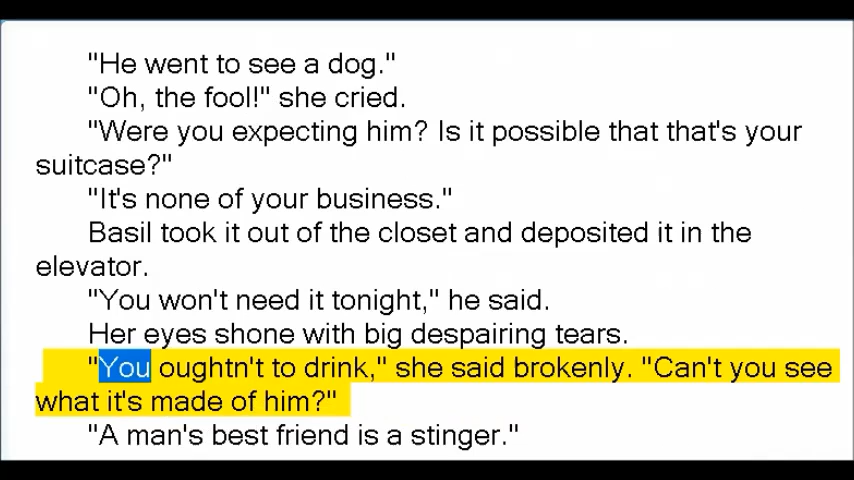 "He went to see a dog."
"Oh, the fool!" she cried.
"Were you expecting him? Is it possible that that's your
suitcase?"
"It's none of your business."
Basil took it out of the closet and deposited it in the
elevator.
"You won't need it tonight," he said.
Her eyes shone with big despairing tears.
"You oughtn't to drink," she said brokenly. "Can't you see
what it's made of him?"
"A man's best friend is a stinger."